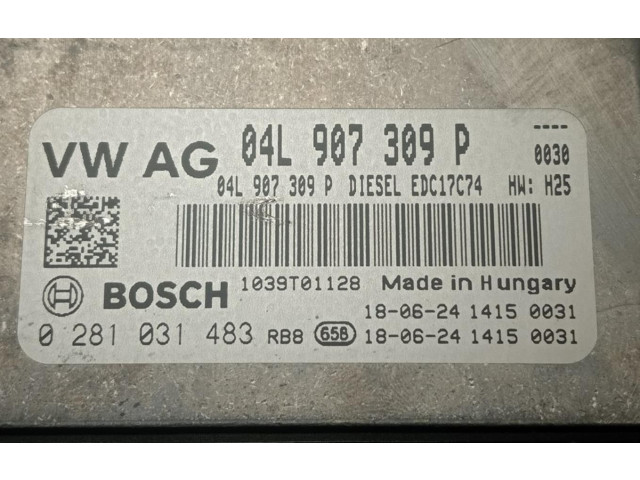 VW AG 04L 907 309 P ----
0030
04L 907 309 P DIESEL EDC17C74 HW: H25
BOSCH 1039T01128 Made in Hungary
18-06-24 1415 0031
0 281 031 483 RB8 658 18-06-24 1415 0031